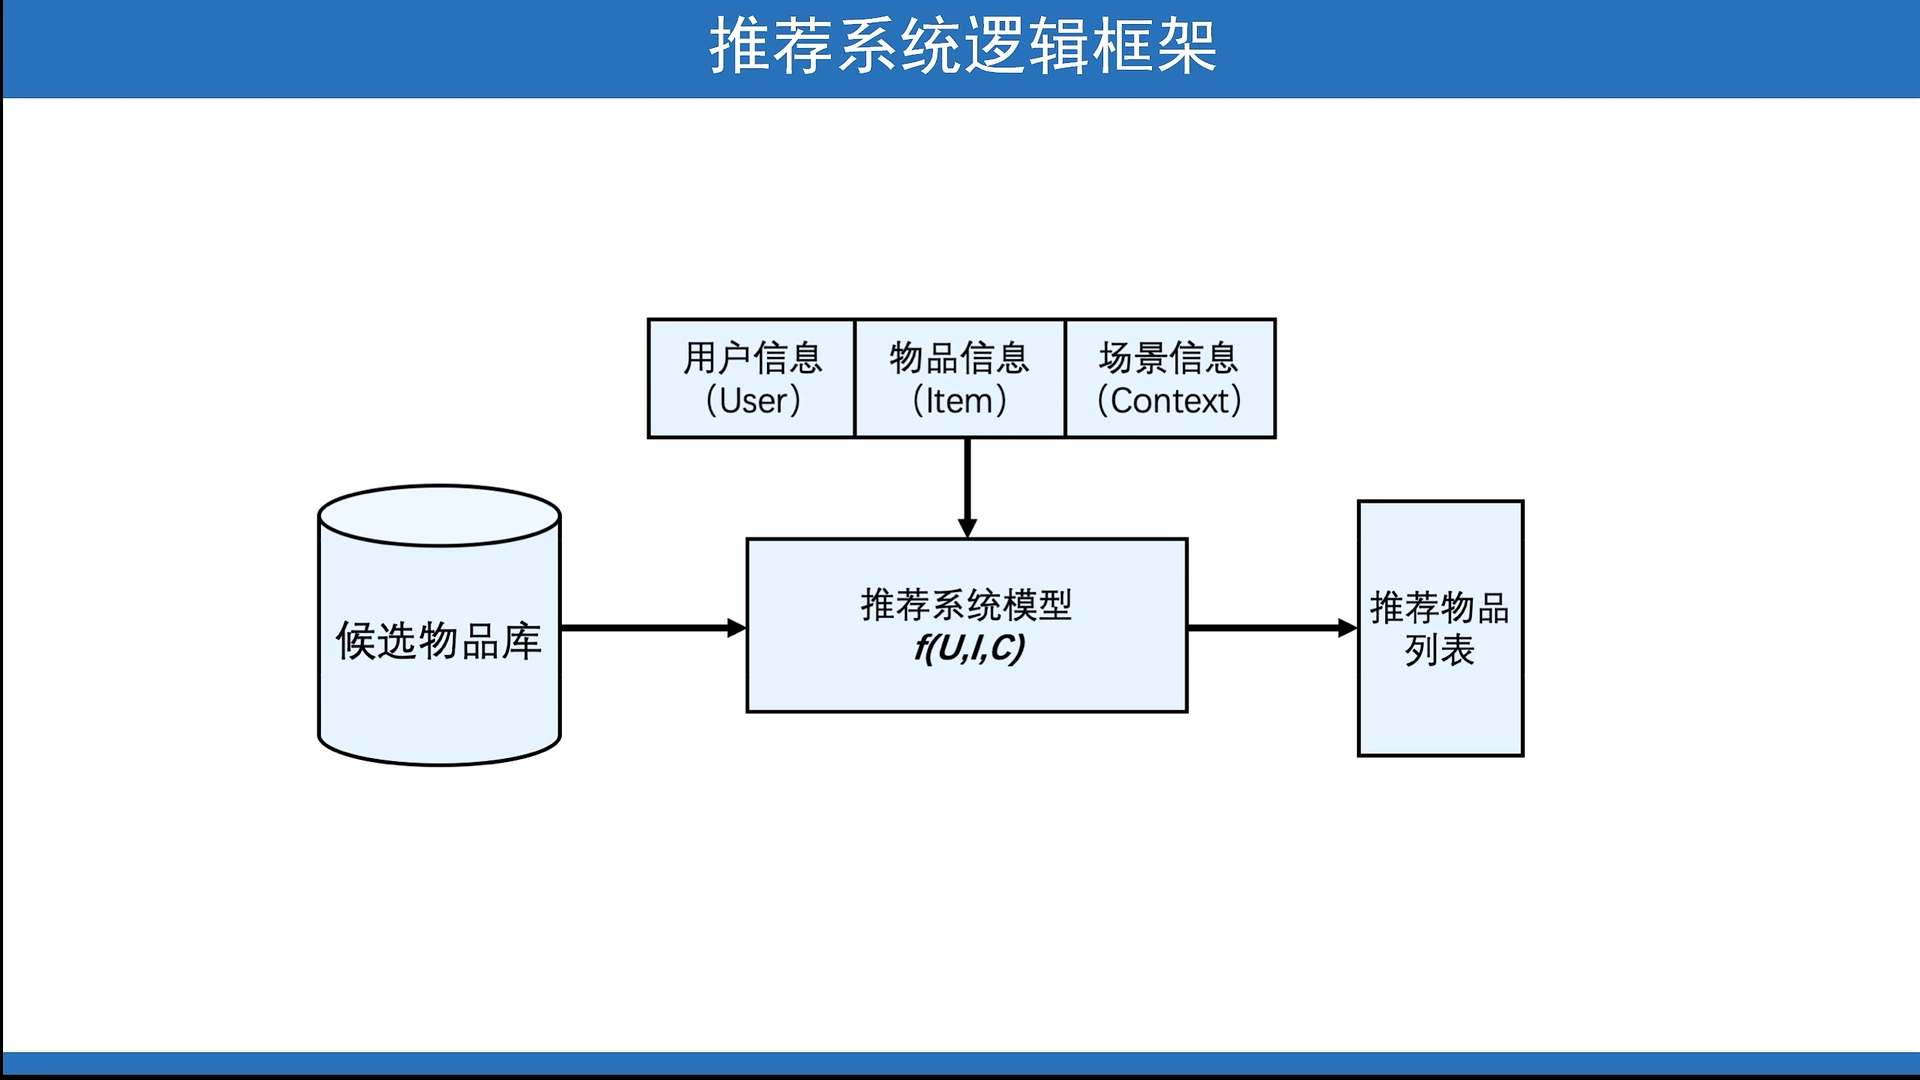 推荐系统逻辑框架
用户信息
（User）
物品信息
（Item）
场景信息
（Context）
候选物品库
推荐系统模型
f(U,I,C)
推荐物品
列表